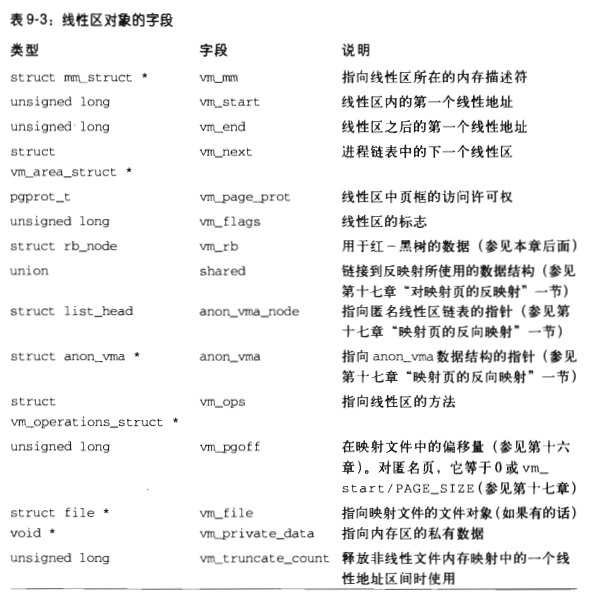 表9-3：线性区对象的字段
类型 字段 说明
struct mm_struct * vm_mm 指向线性区所在的内存描述符
unsigned long vm_start 线性区内的第一个线性地址
unsigned long vm_end 线性区之后的第一个线性地址
struct vm_next 进程链表中的下一个线性区
vm_area_struct *
pgprot_t vm_page_prot 线性区中页框的访问许可权
unsigned long vm_flags 线性区的标志
struct rb_node vm_rb 用于红－黑树的数据（参见本章后面）
union shared 链接到反映射所使用的数据结构（参见
第十七章“对映射页的反映射”一节）
struct list_head anon_vma_node 指向匿名线性区链表的指针（参见第
十七章“映射页的反向映射”一节）
struct anon_vma * anon_vma 指向 anon_vma 数据结构的指针（参见
第十七章“映射页的反向映射”一节）
struct vm_ops 指向线性区的方法
vm_operations_struct *
unsigned long vm_pgoff 在映射文件中的偏移量（参见第十六
章）。对匿名页，它等于0或 vm_
start/PAGE_SIZE(参见第十七章)
struct file * vm_file 指向映射文件的文件对象(如果有的话)
void * vm_private_data 指向内存区的私有数据
unsigned long vm_truncate_count 释放非线性文件内存映射中的一个线
性地址区间时使用